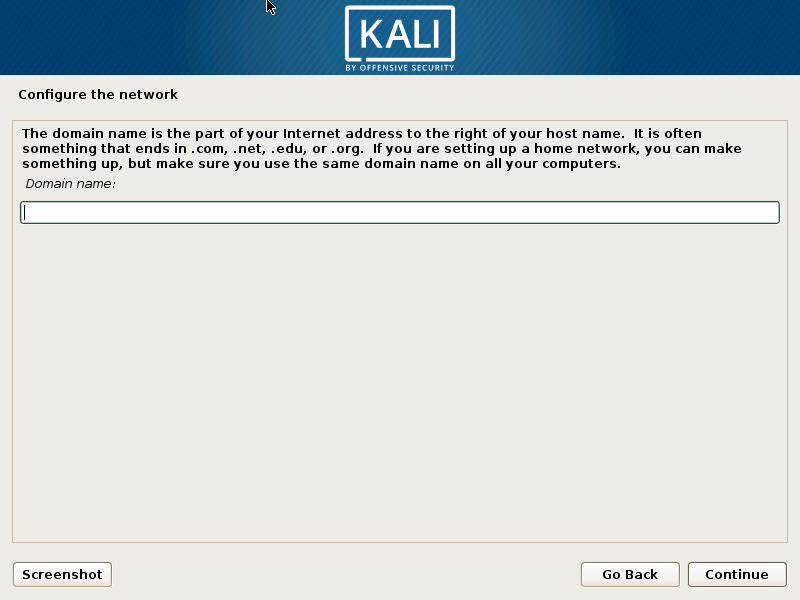 KALI
BY OFFENSIVE SECURITY
Configure the network
The domain name is the part of your Internet address to the right of your host name.  It is often
something that ends in .com, .net, .edu, or .org.  If you are setting up a home network, you can make
something up, but make sure you use the same domain name on all your computers.
Domain name:
Screenshot
Go Back
Continue